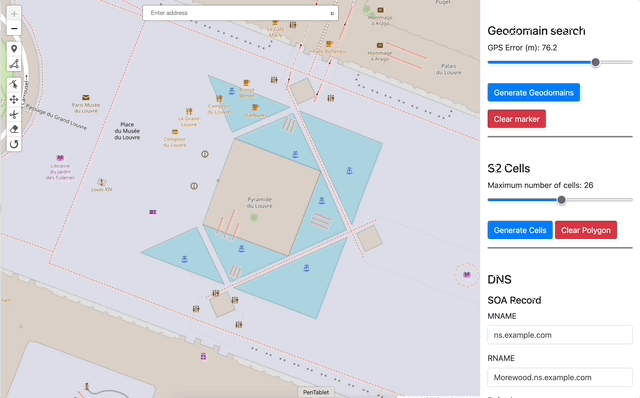 Enter address
Puget
Hommage
à Arago
Hommage
à Arago
Palais
du Louvre
Café Richelieu
Paris Musée
du Louvre
Passage du Grand Louvre
Place
du Musée
du Louvre
Le Grand
Louvre
Comptoir
du Louvre
Pyramide
du Louvre
Librairie
du Jardin
des Tuileries
Louis XIV
PenTablet
Geodomain search
GPS Error (m): 76.2
Generate Geodomains
Clear marker
S2 Cells
Maximum number of cells: 26
Generate Cells
Clear Polygon
DNS
SOA Record
MNAME
ns.example.com
RNAME
Morewood.ns.example.com